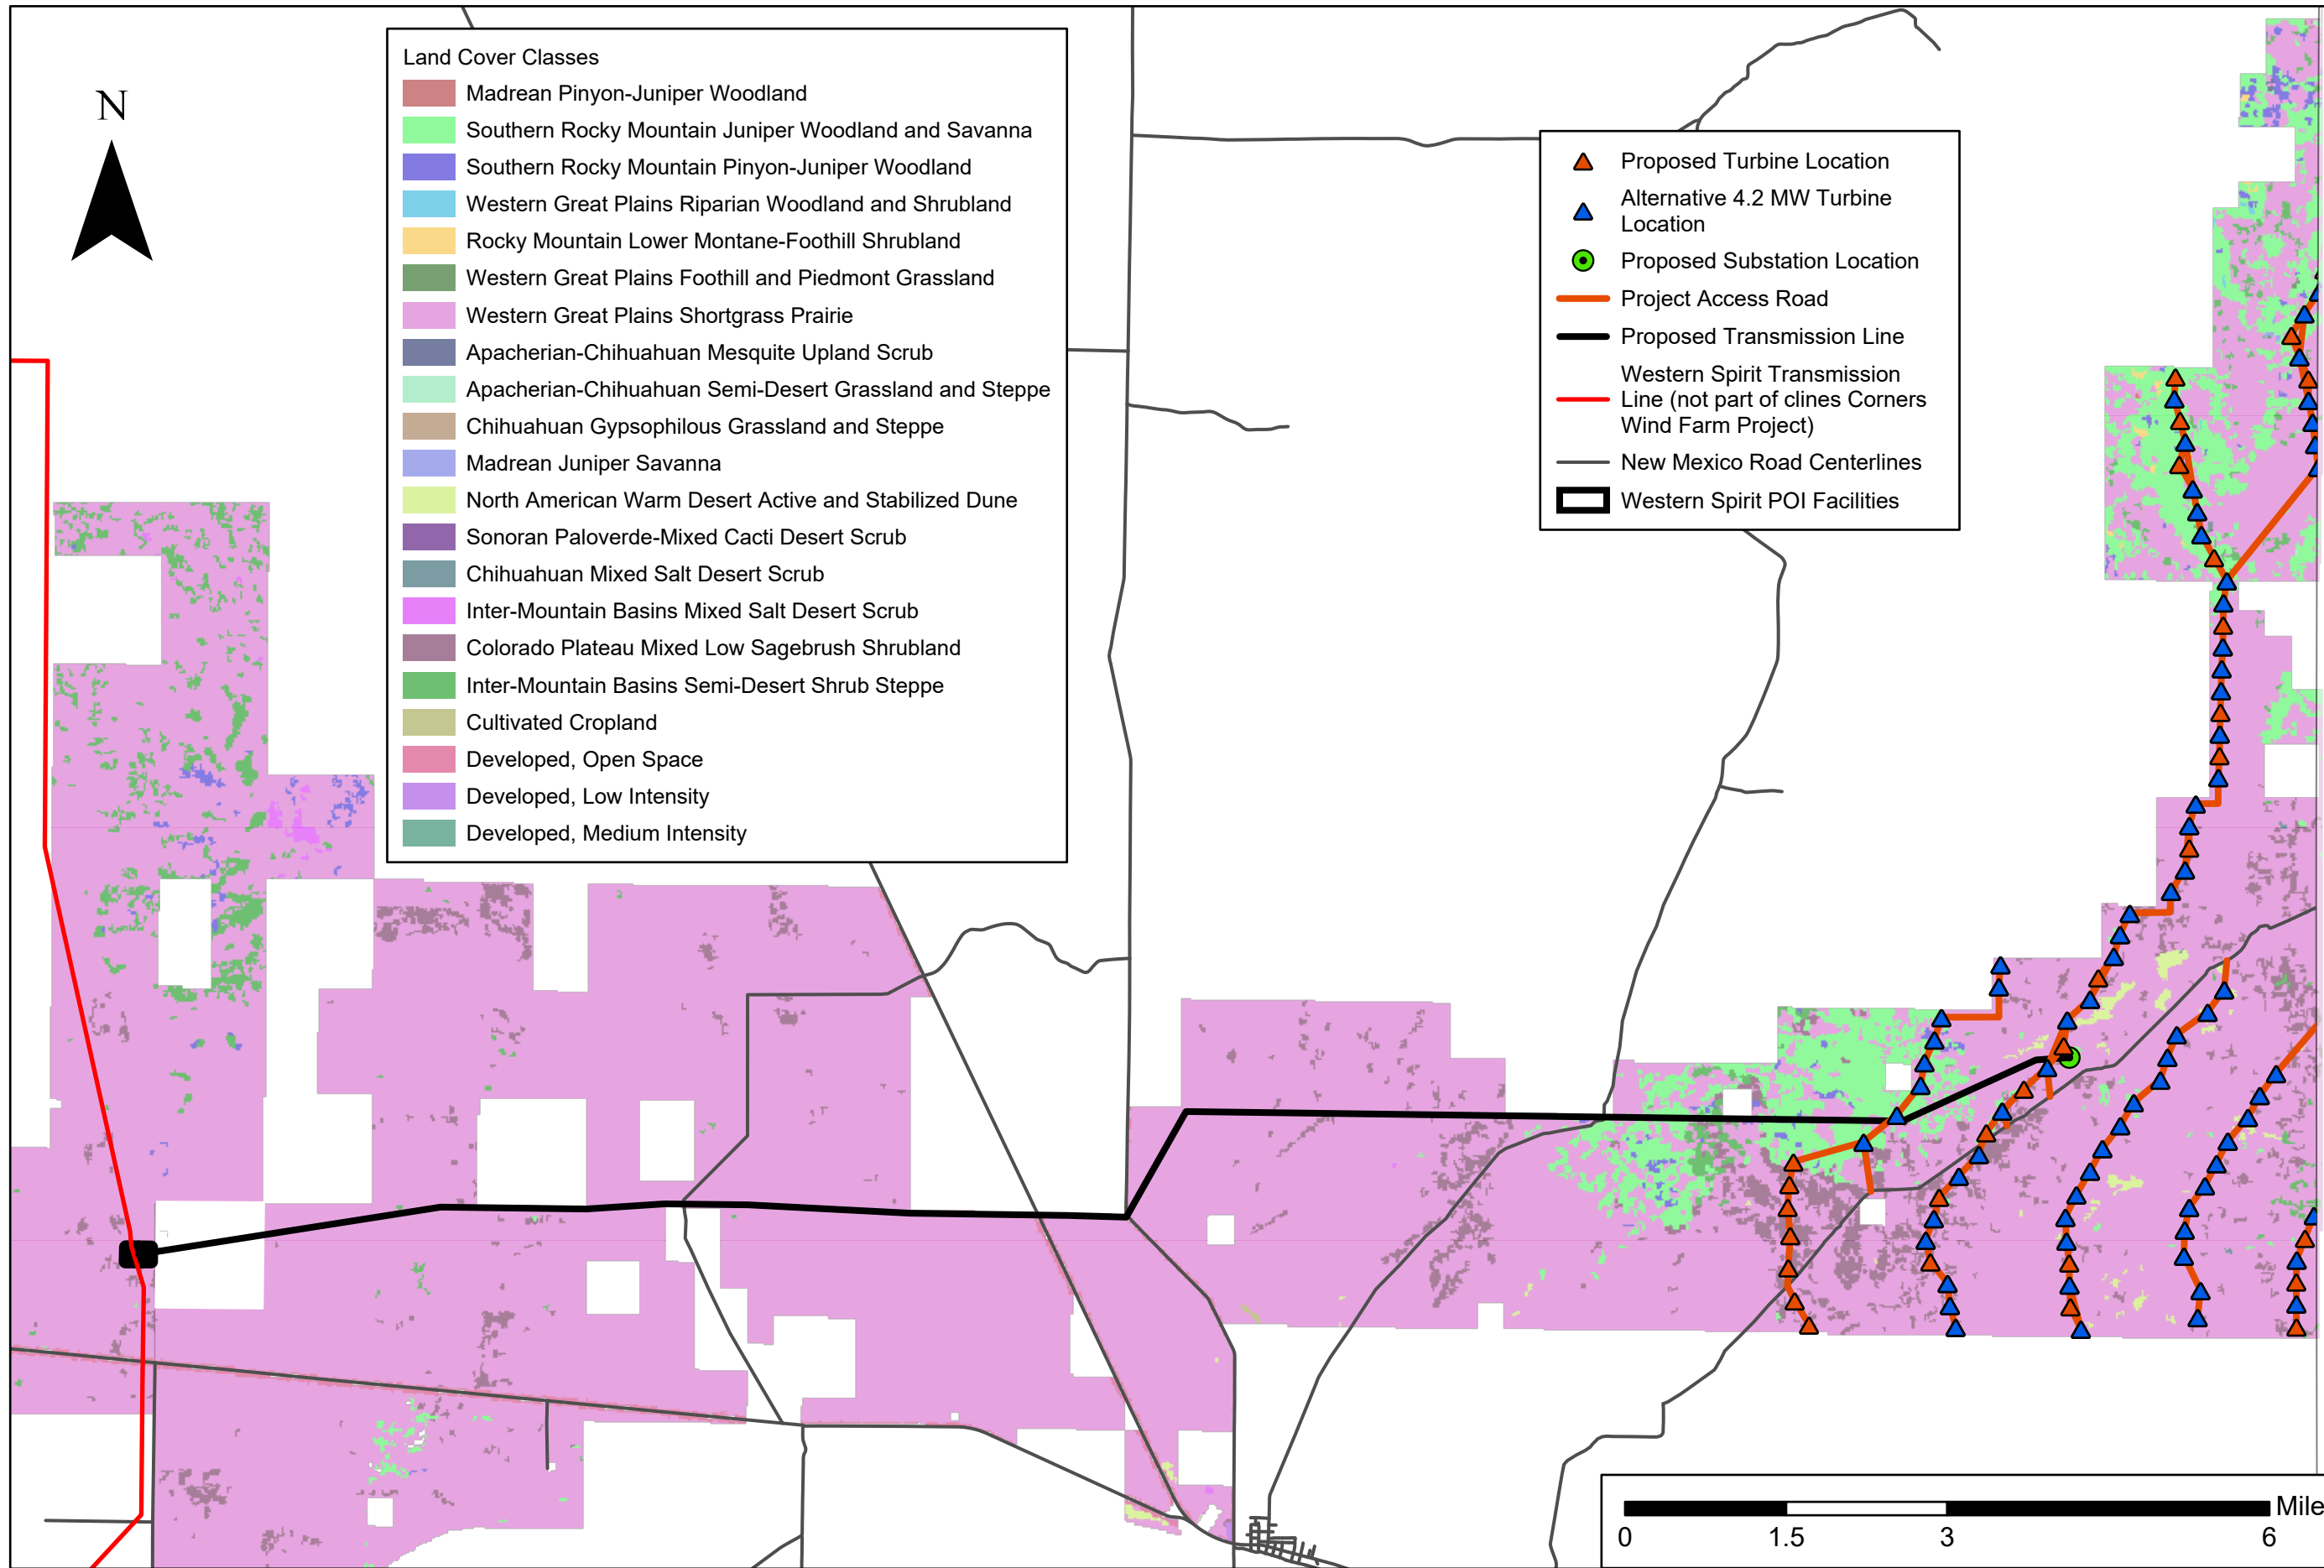 N
Land Cover Classes
Madrean Pinyon-Juniper Woodland
Southern Rocky Mountain Juniper Woodland and Savanna
Southern Rocky Mountain Pinyon-Juniper Woodland
Western Great Plains Riparian Woodland and Shrubland
Rocky Mountain Lower Montane-Foothill Shrubland
Western Great Plains Foothill and Piedmont Grassland
Western Great Plains Shortgrass Prairie
Apacherian-Chihuahuan Mesquite Upland Scrub
Apacherian-Chihuahuan Semi-Desert Grassland and Steppe
Chihuahuan Gypsophilous Grassland and Steppe
Madrean Juniper Savanna
North American Warm Desert Active and Stabilized Dune
Sonoran Paloverde-Mixed Cacti Desert Scrub
Chihuahuan Mixed Salt Desert Scrub
Inter-Mountain Basins Mixed Salt Desert Scrub
Colorado Plateau Mixed Low Sagebrush Shrubland
Inter-Mountain Basins Semi-Desert Shrub Steppe
Cultivated Cropland
Developed, Open Space
Developed, Low Intensity
Developed, Medium Intensity
Proposed Turbine Location
Alternative 4.2 MW Turbine
Location
Proposed Substation Location
Project Access Road
Proposed Transmission Line
Western Spirit Transmission
Line (not part of clines Corners
Wind Farm Project)
New Mexico Road Centerlines
Western Spirit POI Facilities
Mile
0 1.5 3 6